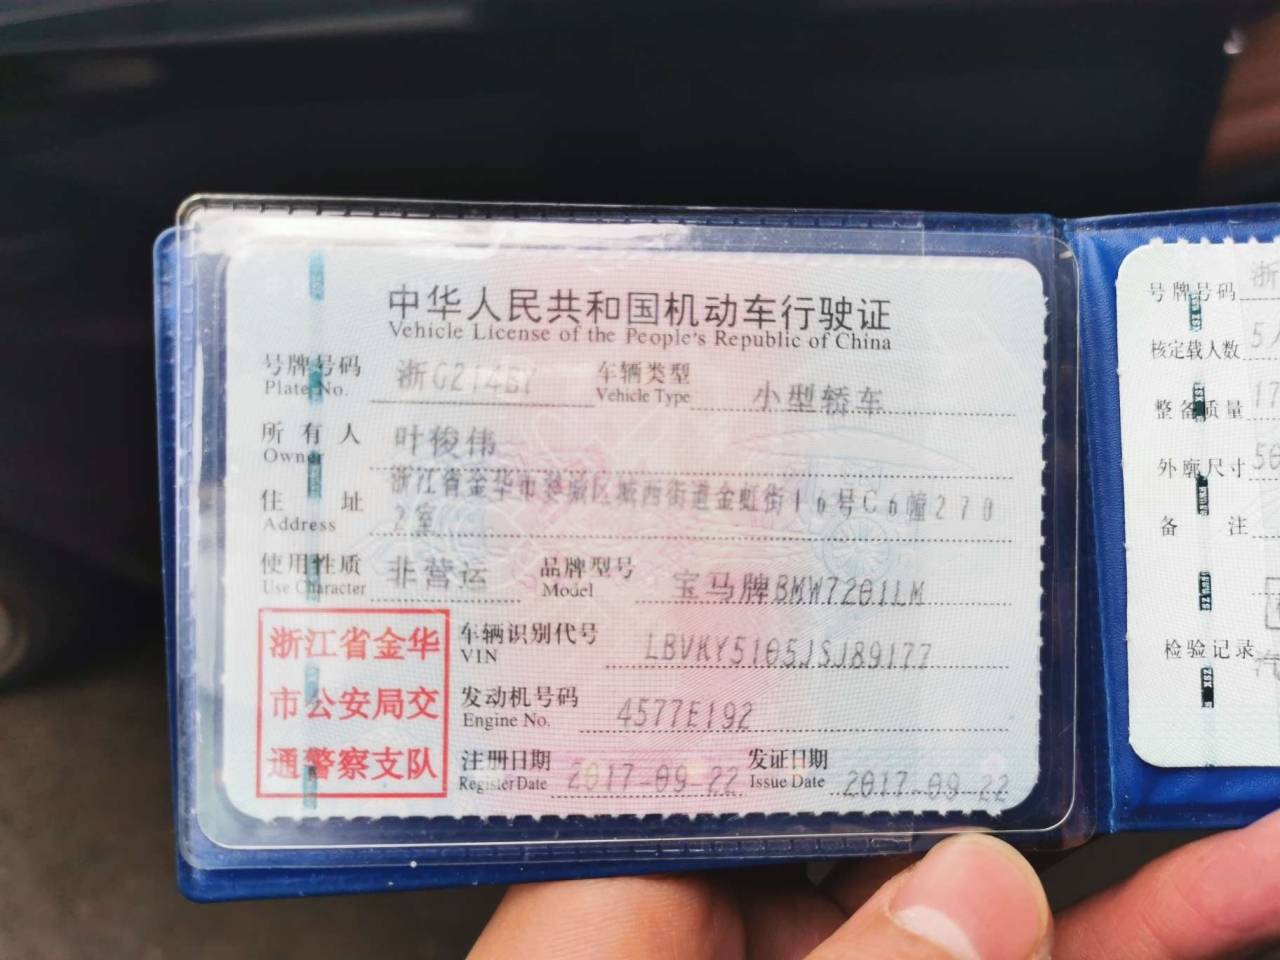 中华人民共和国机动车行驶证
Vehicle License of the People's Republic of China
号牌号码 浙G214BY 车辆类型 小型轿车
Plate No. Vehicle Type
所有人 叶俊伟
Owner
住址 浙江省金华市婺城区城西街道金虹街16号C6幢270
Address 2室
使用性质 非营运 品牌型号 宝马牌BMW7201LM
Use Character Model
浙江省金华
市公安局交
通警察支队
车辆识别代号 LBVKY5105JSJ89177
VIN
发动机号码 4577E192
Engine No.
注册日期 2017-09-22 发证日期 2017-09-22
Register Date Issue Date
号牌号码 浙
核定载人数 5
整备质量 17
外廓尺寸 50
备注
检验记录